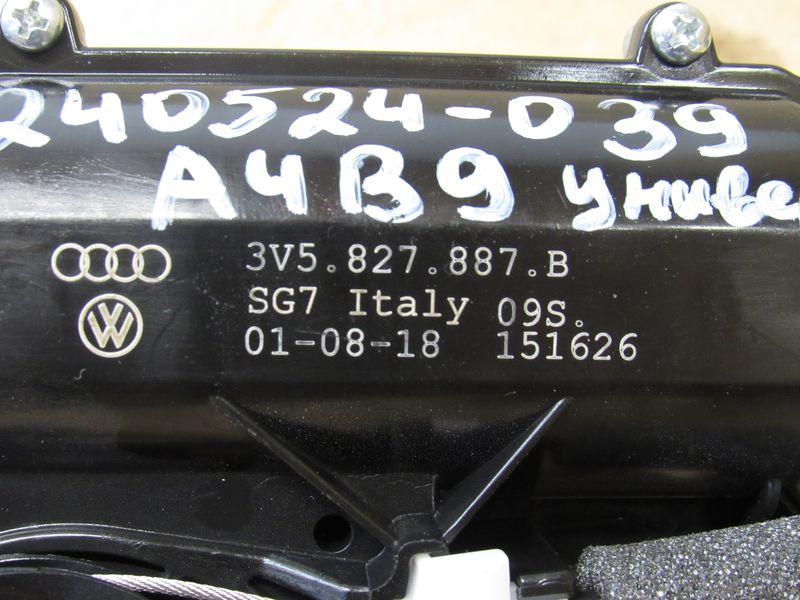 240524-039
A4B9 униве
3V5.827.887.B
SG7 Italy 09S.
01-08-18 151626